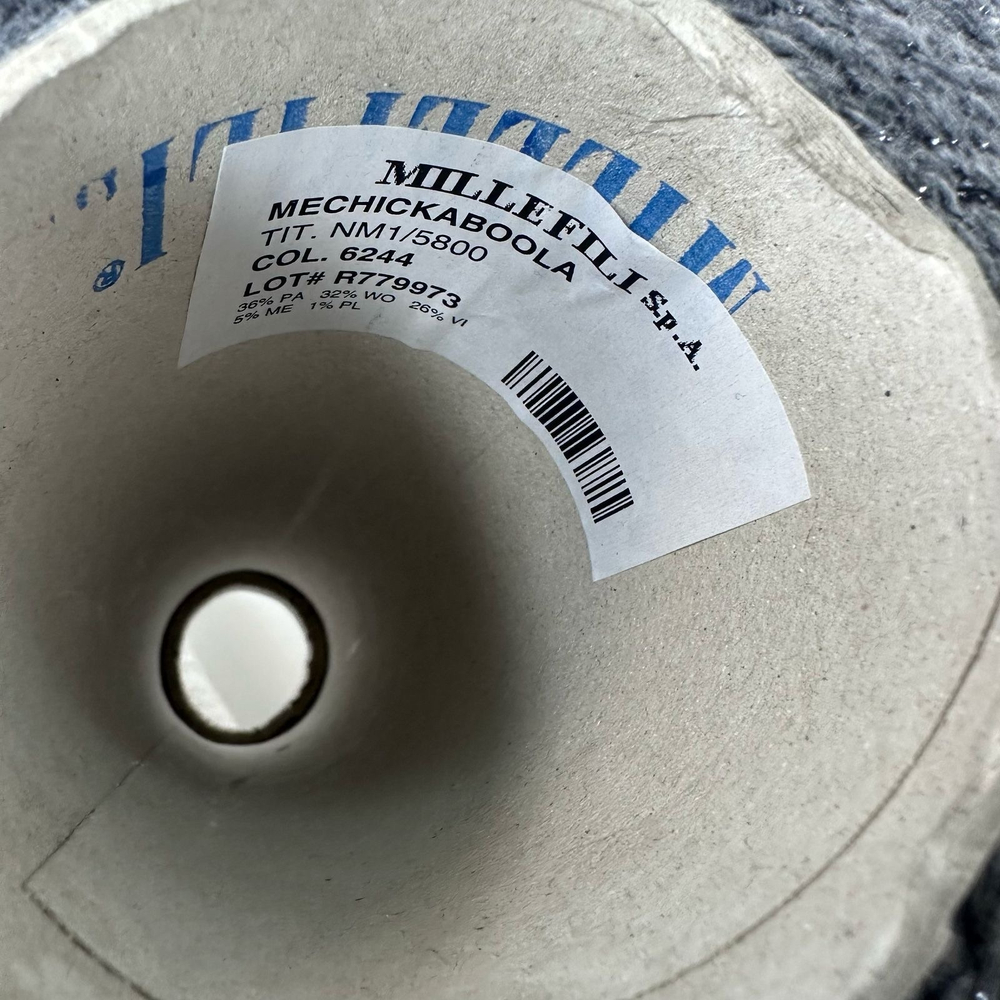 MILLEFILI®
MILLEFILI S.p.A.
MECHICKABOOLA
TIT. NM1/5800
COL. 6244
LOT# R779973
36% PA 32% WO 26% VI
5% ME 1% PL